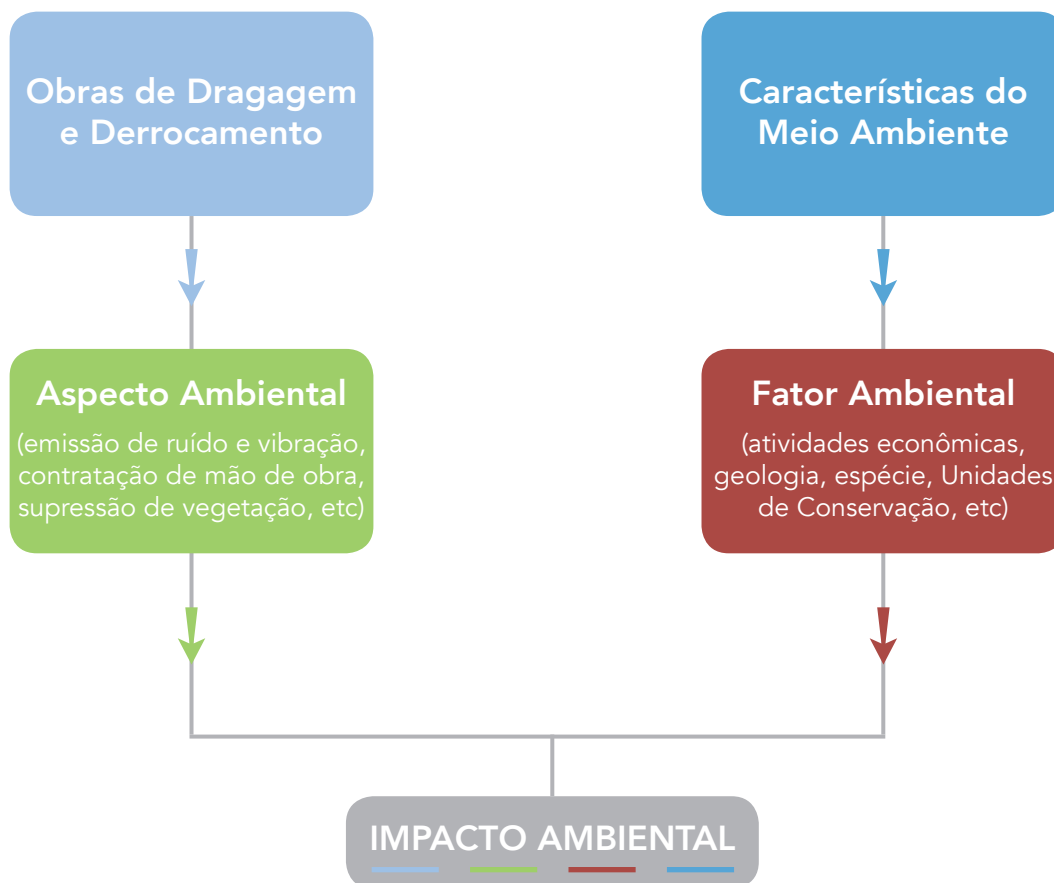 Obras de Dragagem
e Derrocamento
Características do
Meio Ambiente
Aspecto Ambiental
(emissão de ruído e vibração,
contratação de mão de obra,
supressão de vegetação, etc)
Fator Ambiental
(atividades econômicas,
geologia, espécie, Unidades
de Conservação, etc)
IMPACTO AMBIENTAL